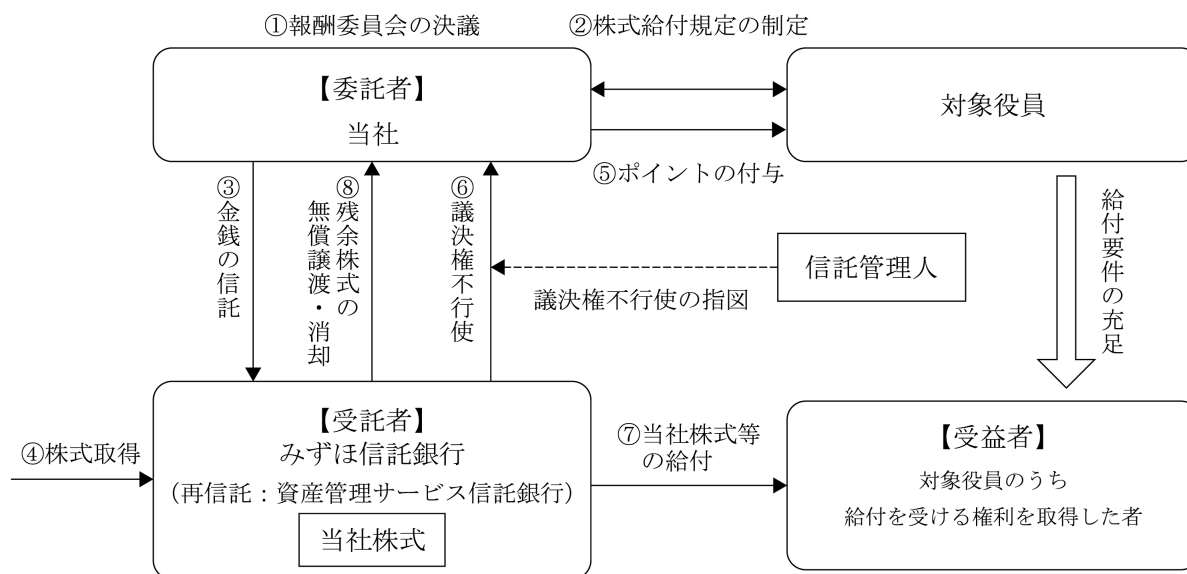 ①報酬委員会の決議
②株式給付規定の制定
【委託者】
当社
対象役員
⑤ポイントの付与
③金銭の信託
⑧残余株式の
無償譲渡・消却
⑥議決権不行使
給付要件の充足
信託管理人
議決権不行使の指図
④株式取得
【受託者】
みずほ信託銀行
(再信託：資産管理サービス信託銀行)
当社株式
⑦当社株式等
の給付
【受益者】
対象役員のうち
給付を受ける権利を取得した者